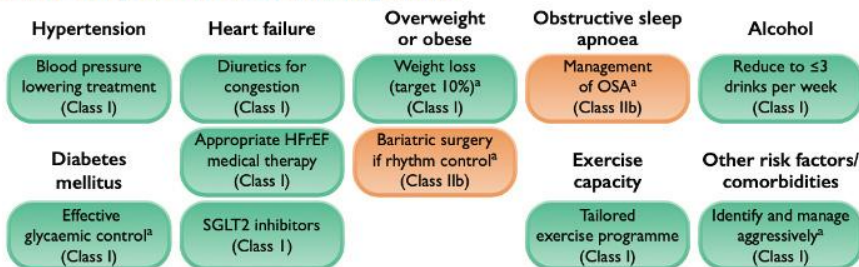 Hypertension
Blood pressure
lowering treatment
(Class I)
Diabetes
mellitus
Effective
glycaemic controlᵃ
(Class I)
Heart failure
Diuretics for
congestion
(Class I)
Appropriate HFrEF
medical therapy
(Class I)
SGLT2 inhibitors
(Class 1)
Overweight
or obese
Weight loss
(target 10%)ᵃ
(Class I)
Bariatric surgery
if rhythm controlᵃ
(Class IIb)
Obstructive sleep
apnoea
Management
of OSAᵃ
(Class IIb)
Exercise
capacity
Tailored
exercise programme
(Class I)
Alcohol
Reduce to ≤3
drinks per week
(Class I)
Other risk factors/
comorbidities
Identify and manage
aggressivelyᵃ
(Class I)